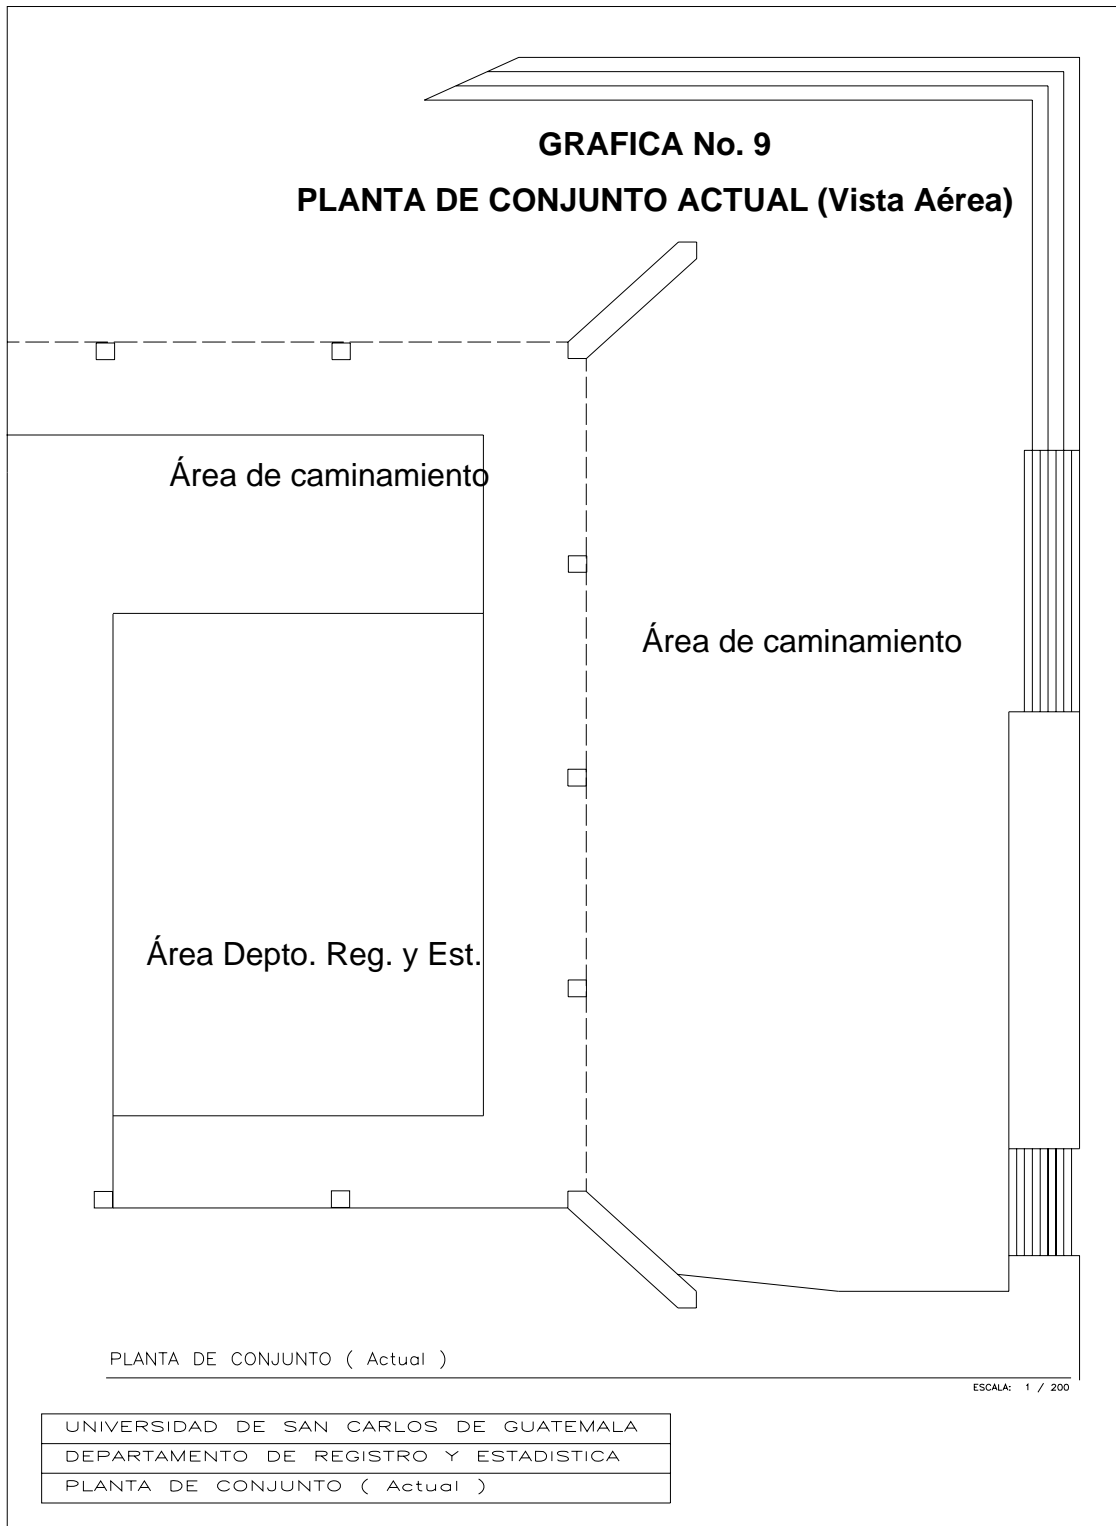 GRAFICA No. 9
PLANTA DE CONJUNTO ACTUAL (Vista Aérea)
Área de caminamiento
Área de caminamiento
Área Depto. Reg. y Est.
PLANTA DE CONJUNTO ( Actual )
ESCALA: 1 / 200
UNIVERSIDAD DE SAN CARLOS DE GUATEMALA
DEPARTAMENTO DE REGISTRO Y ESTADISTICA
PLANTA DE CONJUNTO ( Actual )